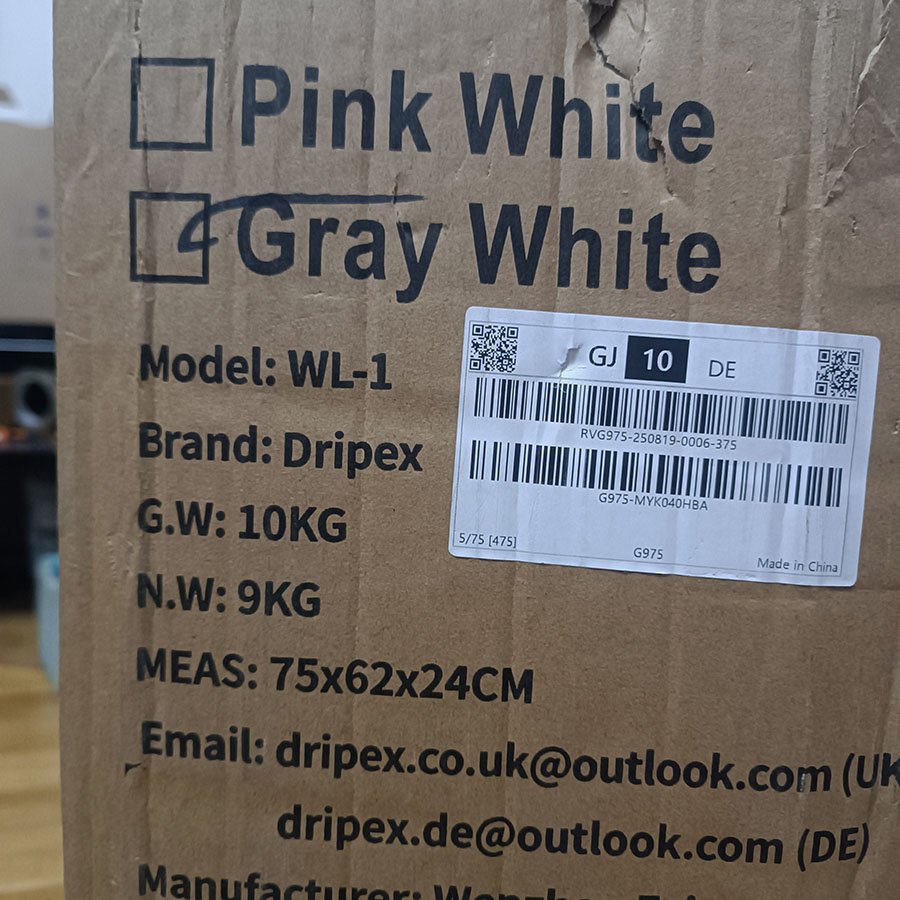 Pink White
Gray White
Model: WL-1
Brand: Dripex
G.W: 10KG
N.W: 9KG
MEAS: 75x62x24CM
Email: dripex.co.uk@outlook.com (UK
dripex.de@outlook.com (DE)
Manufacturer:
GJ 10 DE
RVG975-250819-0006-375
G975-MYK040HBA
5/75 [475]
G975
Made in China